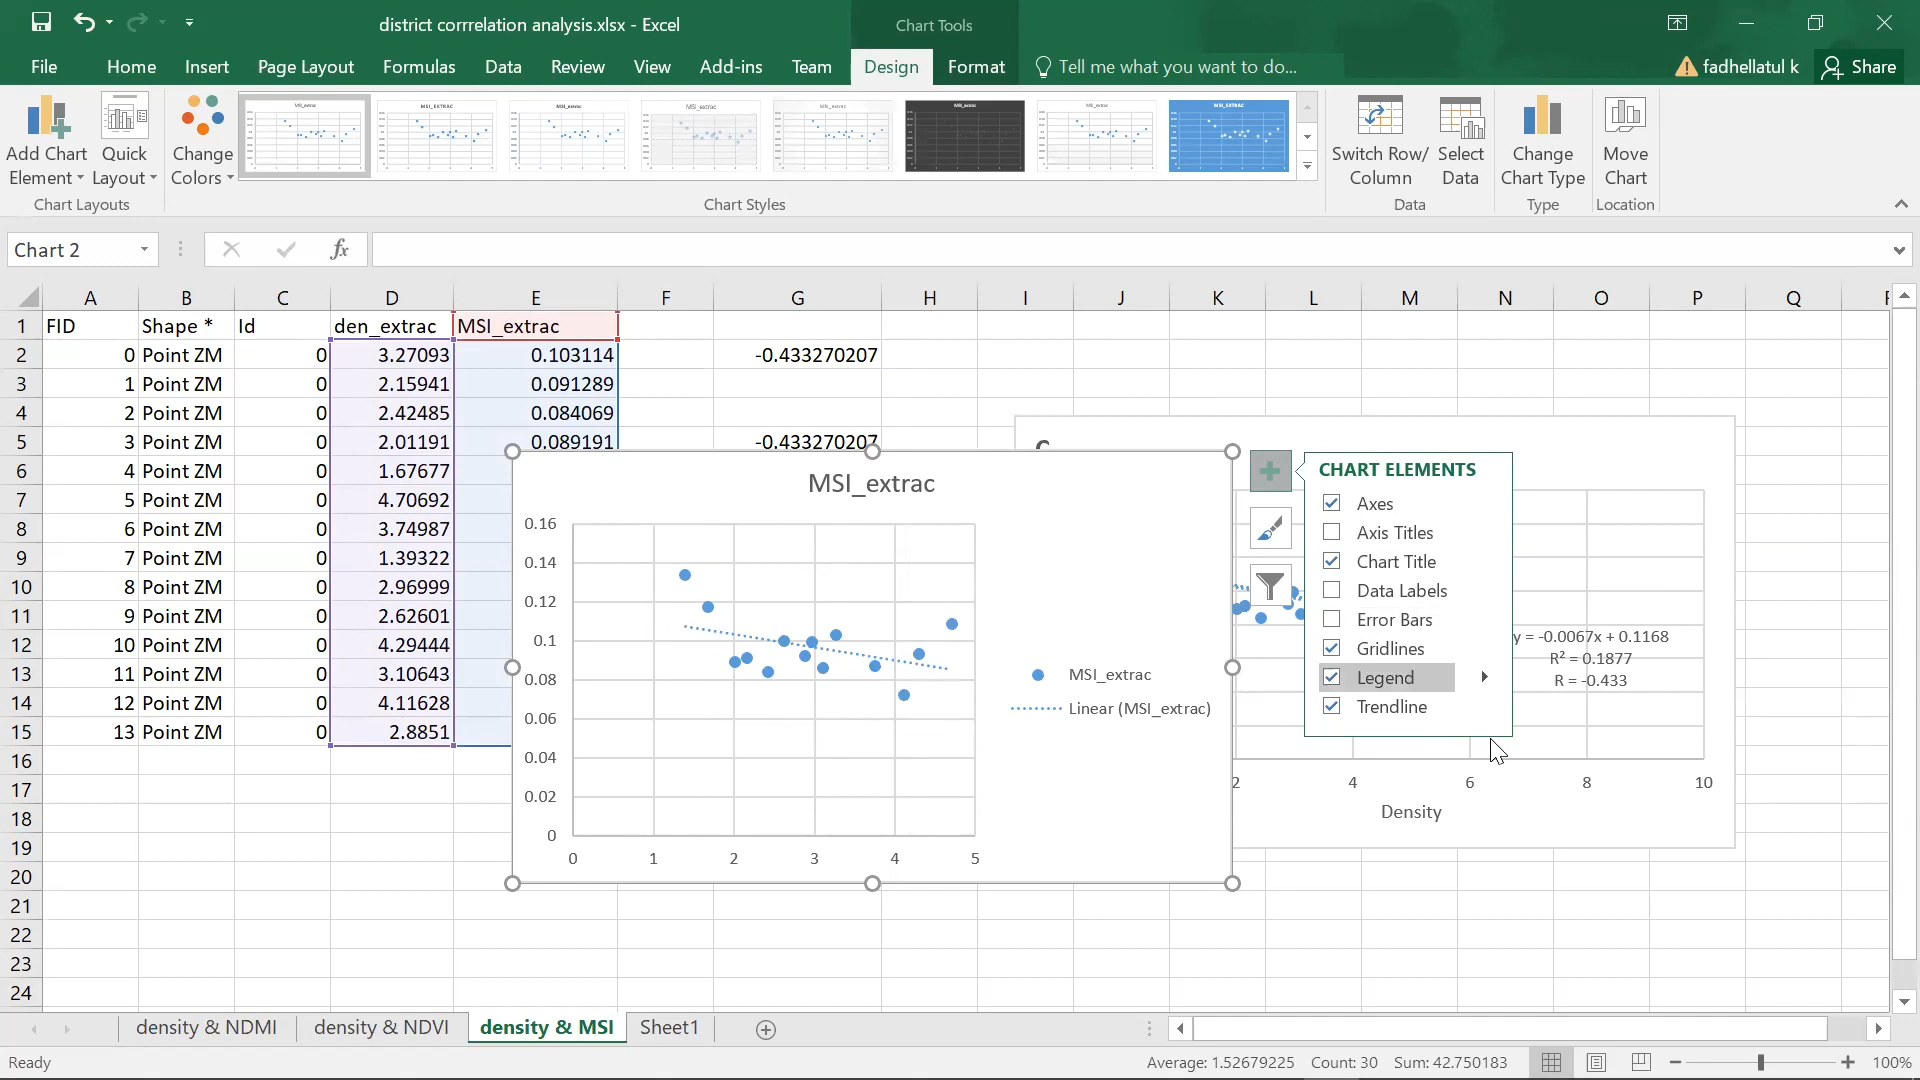 district corrrelation analysis.xlsx - Excel
Chart Tools
File Home Insert Page Layout Formulas Data Review View Add-ins Team Design Format Tell me what you want to do... fadhellatul k Share
Add Chart Element
Quick Layout
Change Colors
Switch Row/ Column
Select Data
Change Chart Type
Move Chart
Chart Layouts Chart Styles Data Type Location
Chart 2 fx
A B C D E F G H I J K L M N O P Q
1 FID Shape * Id den_extrac MSI_extrac
2 0 Point ZM 0 3.27093 0.103114 -0.433270207
3 1 Point ZM 0 2.15941 0.091289
4 2 Point ZM 0 2.42485 0.084069
5 3 Point ZM 0 2.01191 0.089191 -0.433270207
6 4 Point ZM 0 1.67677
7 5 Point ZM 0 4.70692
8 6 Point ZM 0 3.74987
9 7 Point ZM 0 1.39322
10 8 Point ZM 0 2.96999
11 9 Point ZM 0 2.62601
12 10 Point ZM 0 4.29444
13 11 Point ZM 0 3.10643
14 12 Point ZM 0 4.11628
15 13 Point ZM 0 2.8851
16
17
18
19
20
21
22
23
24
MSI_extrac
0.16
0.14
0.12
0.1
0.08
0.06
0.04
0.02
0
0 1 2 3 4 5
MSI_extrac
Linear (MSI_extrac)
CHART ELEMENTS
Axes
Axis Titles
Chart Title
Data Labels
Error Bars
Gridlines
Legend
Trendline
y = -0.0067x + 0.1168
R² = 0.1877
R = -0.433
2 4 6 8 10
Density
density & NDMI density & NDVI density & MSI Sheet1
Ready Average: 1.52679225 Count: 30 Sum: 42.750183 100%